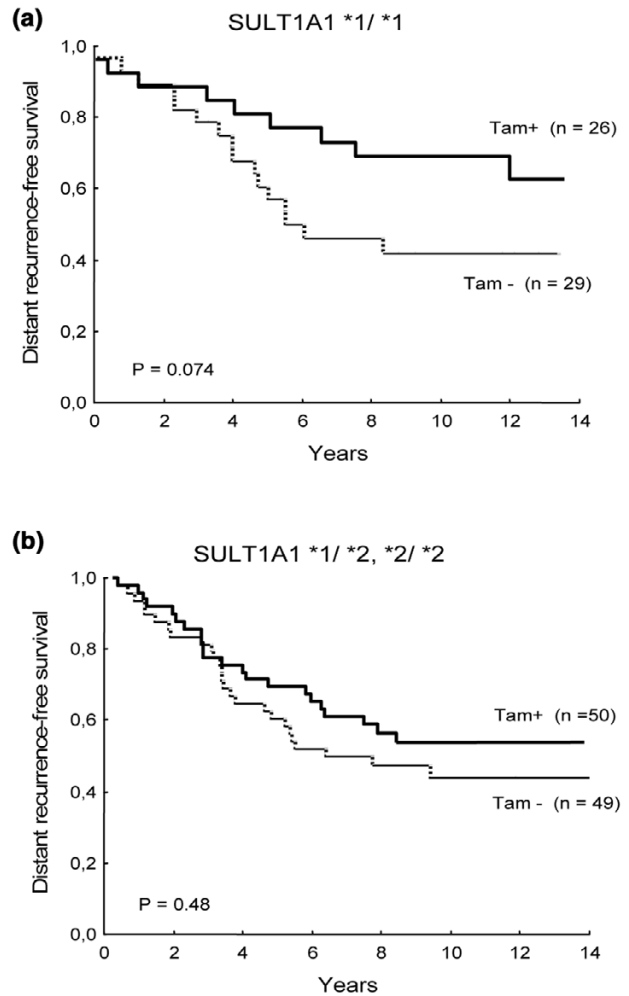 (a)
SULT1A1 *1/ *1
Distant recurrence-free survival
1,0
0,8
0,6
0,4
0,2
0,0
Tam+ (n = 26)
Tam - (n = 29)
P = 0.074
0 2 4 6 8 10 12 14
Years
(b)
SULT1A1 *1/ *2, *2/ *2
Distant recurrence-free survival
1,0
0,8
0,6
0,4
0,2
0,0
Tam+ (n =50)
Tam - (n = 49)
P = 0.48
0 2 4 6 8 10 12 14
Years